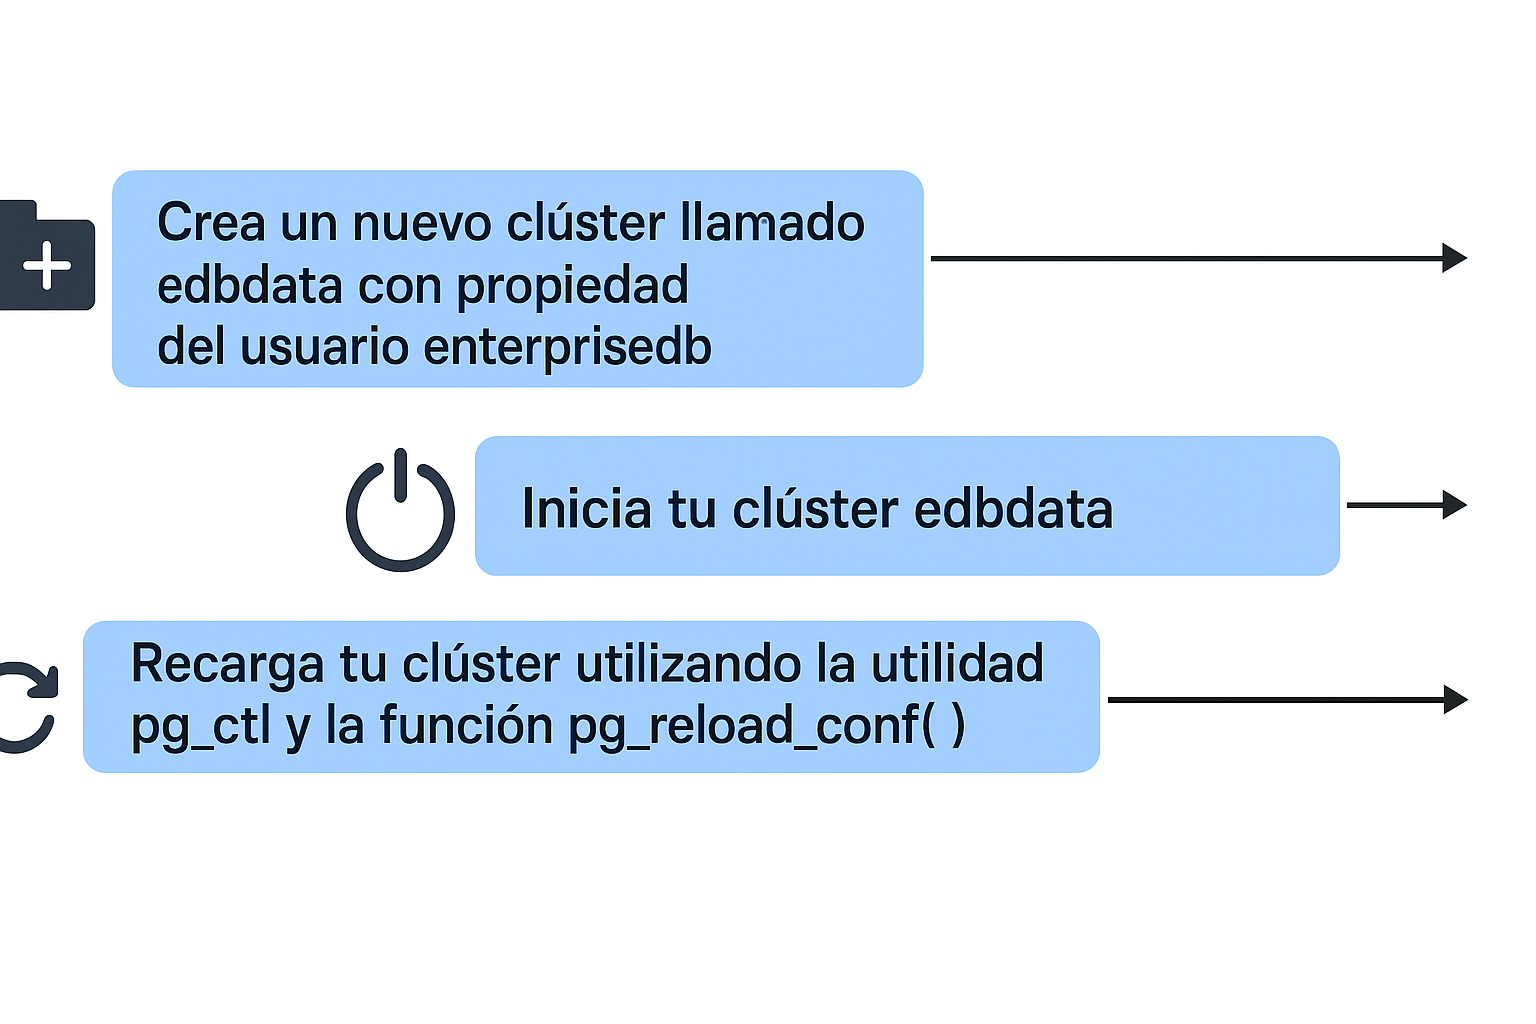 Crea un nuevo clúster llamado
edbdata con propiedad
del usuario enterprisedb
Inicia tu clúster edbdata
Recarga tu clúster utilizando la utilidad
pg_ctl y la función pg_reload_conf( )